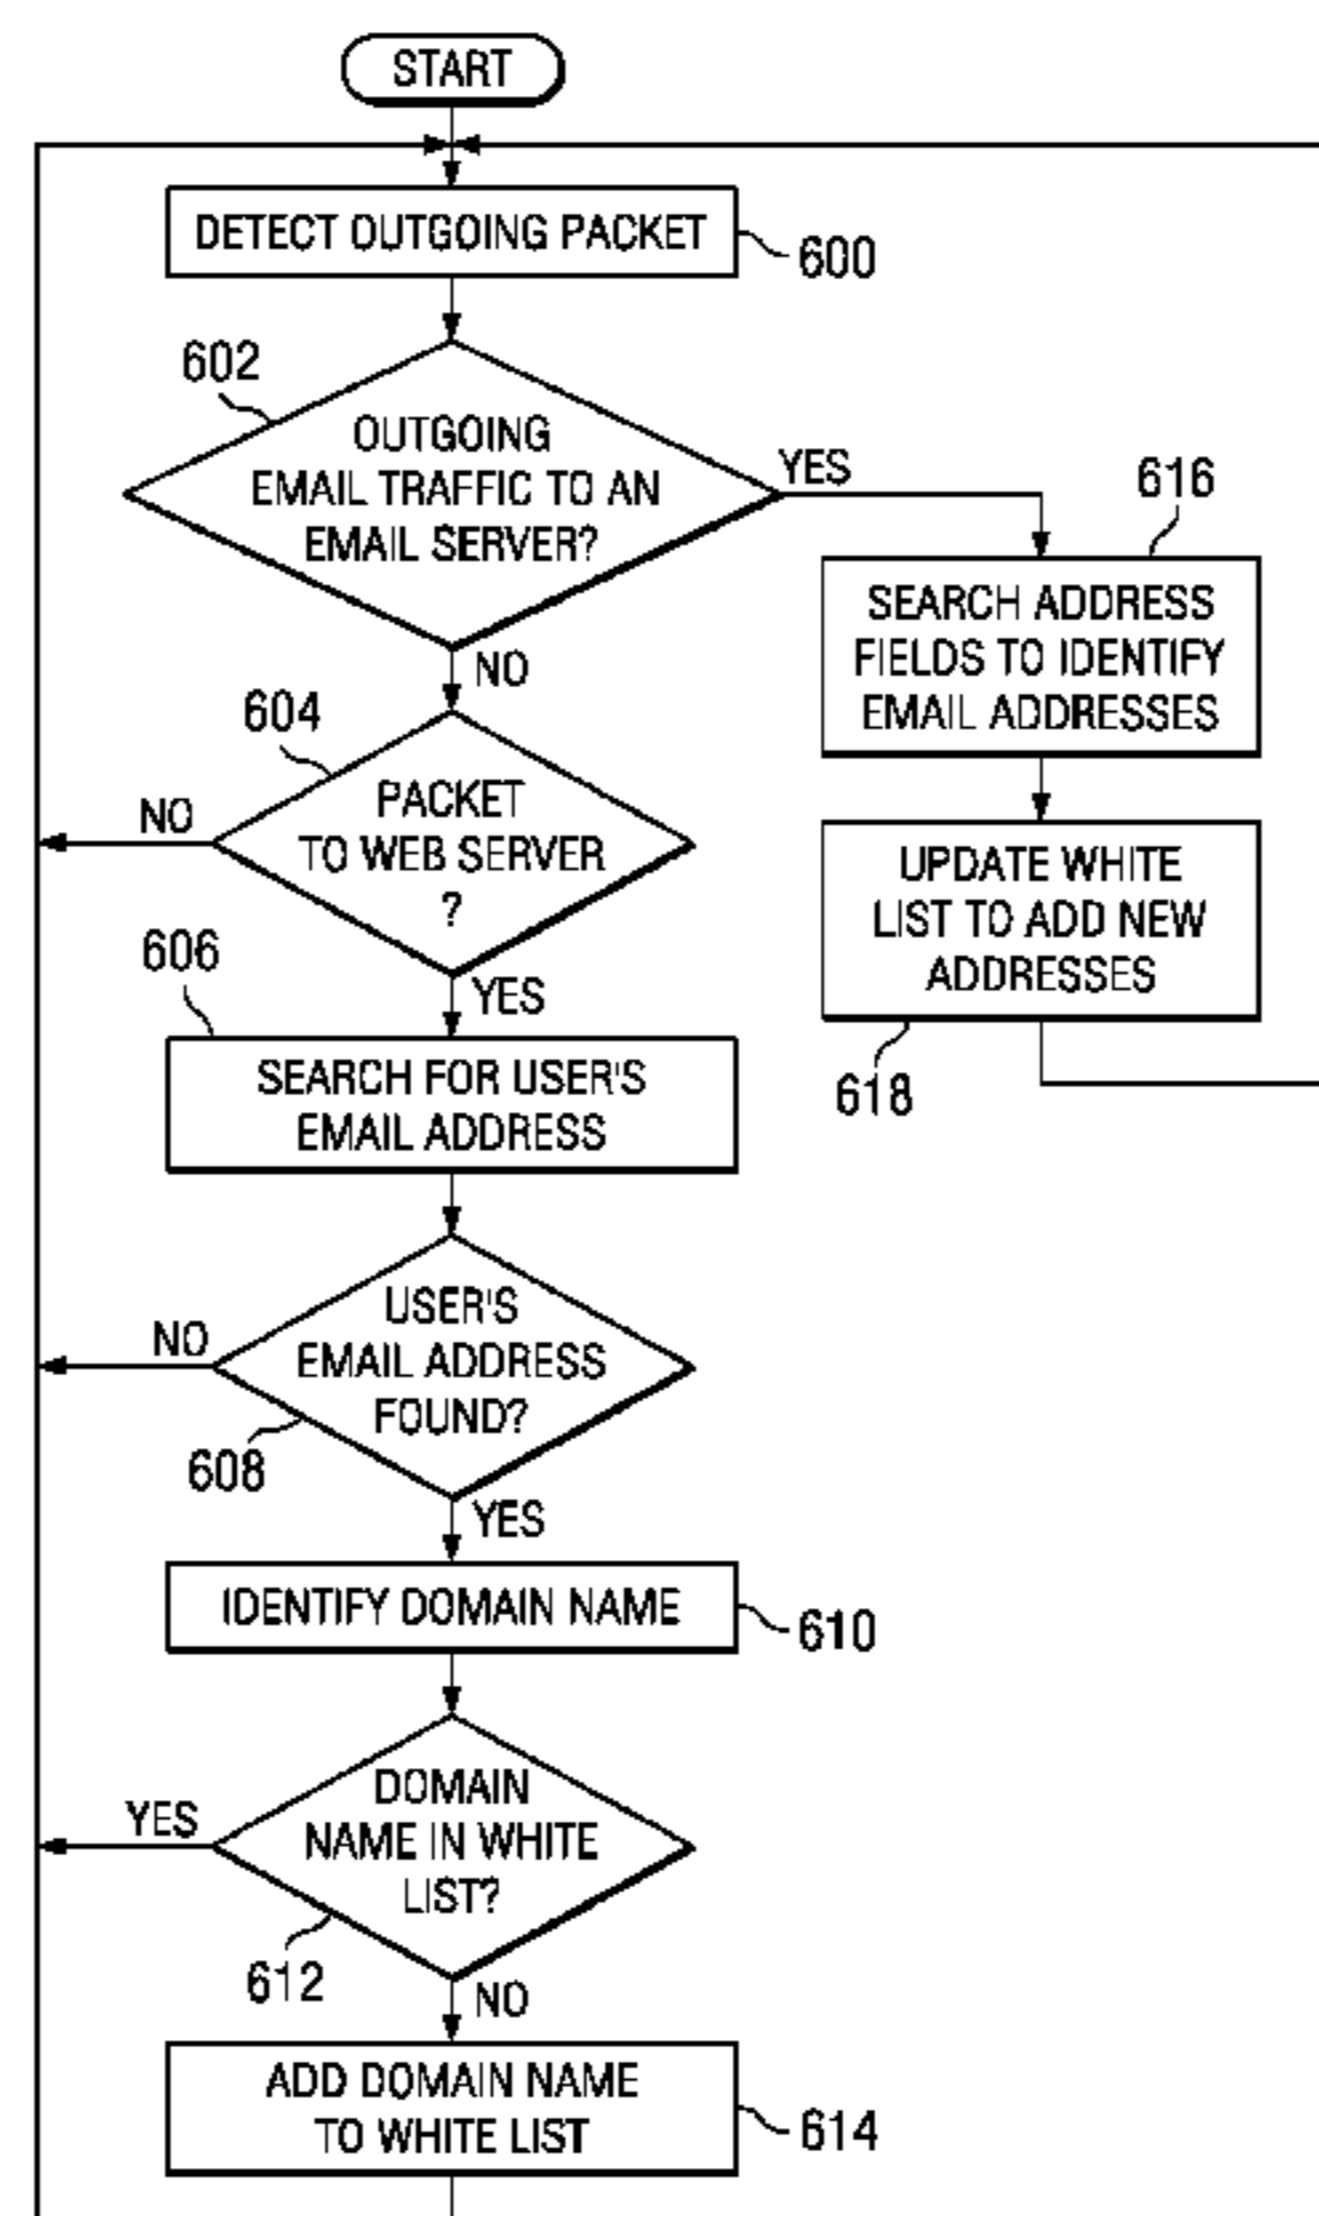 START
DETECT OUTGOING PACKET
600
602
OUTGOING
EMAIL TRAFFIC TO AN
EMAIL SERVER?
YES
NO
616
SEARCH ADDRESS
FIELDS TO IDENTIFY
EMAIL ADDRESSES
604
PACKET
TO WEB SERVER
?
NO
YES
UPDATE WHITE
LIST TO ADD NEW
ADDRESSES
618
606
SEARCH FOR USER'S
EMAIL ADDRESS
USER'S
EMAIL ADDRESS
FOUND?
NO
608
YES
IDENTIFY DOMAIN NAME
610
DOMAIN
NAME IN WHITE
LIST?
YES
612
NO
ADD DOMAIN NAME
TO WHITE LIST
614